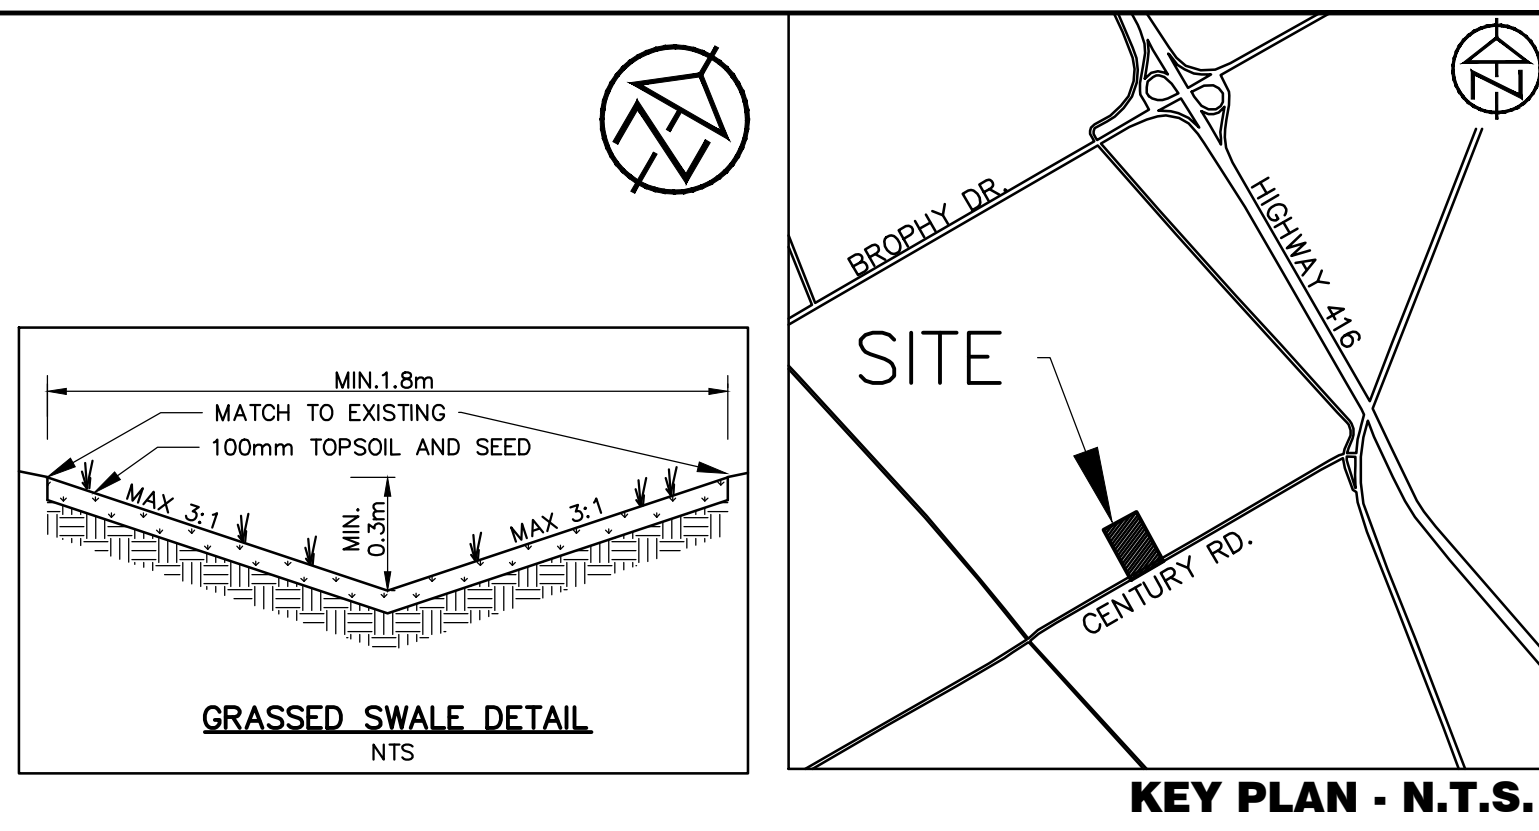 MIN.1.8m
MATCH TO EXISTING
100mm TOPSOIL AND SEED
MAX 3:1
MIN.
0.3m
MAX 3:1
GRASSED SWALE DETAIL
NTS
N
N
BROPHY DR.
HIGHWAY 416
SITE
CENTURY RD.
KEY PLAN - N.T.S.